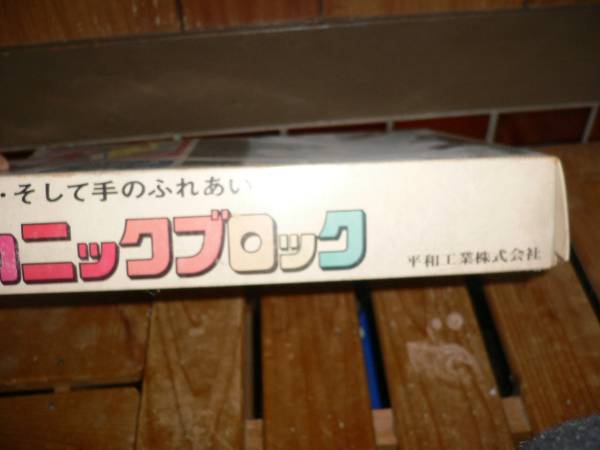 ・そして手のふれあい
ニックブロック
平和工業株式会社